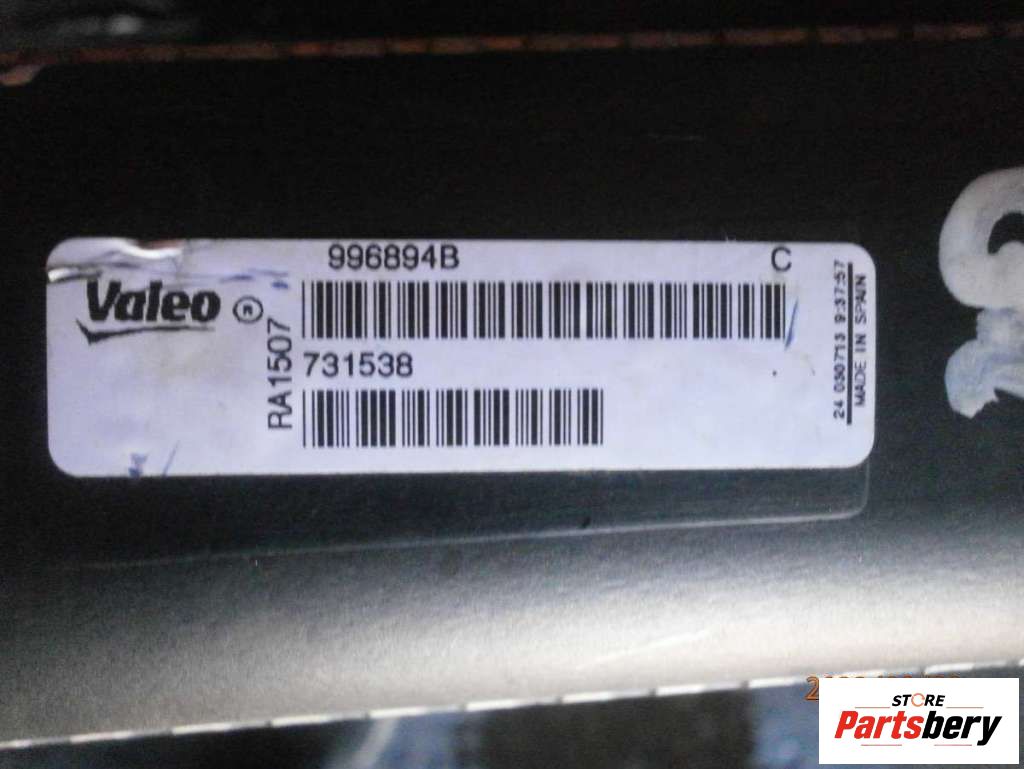 996894B C
Valeo ®
RA1507
731538
24 030713 9:37:57
MADE IN SPAIN
STORE
Partsbery